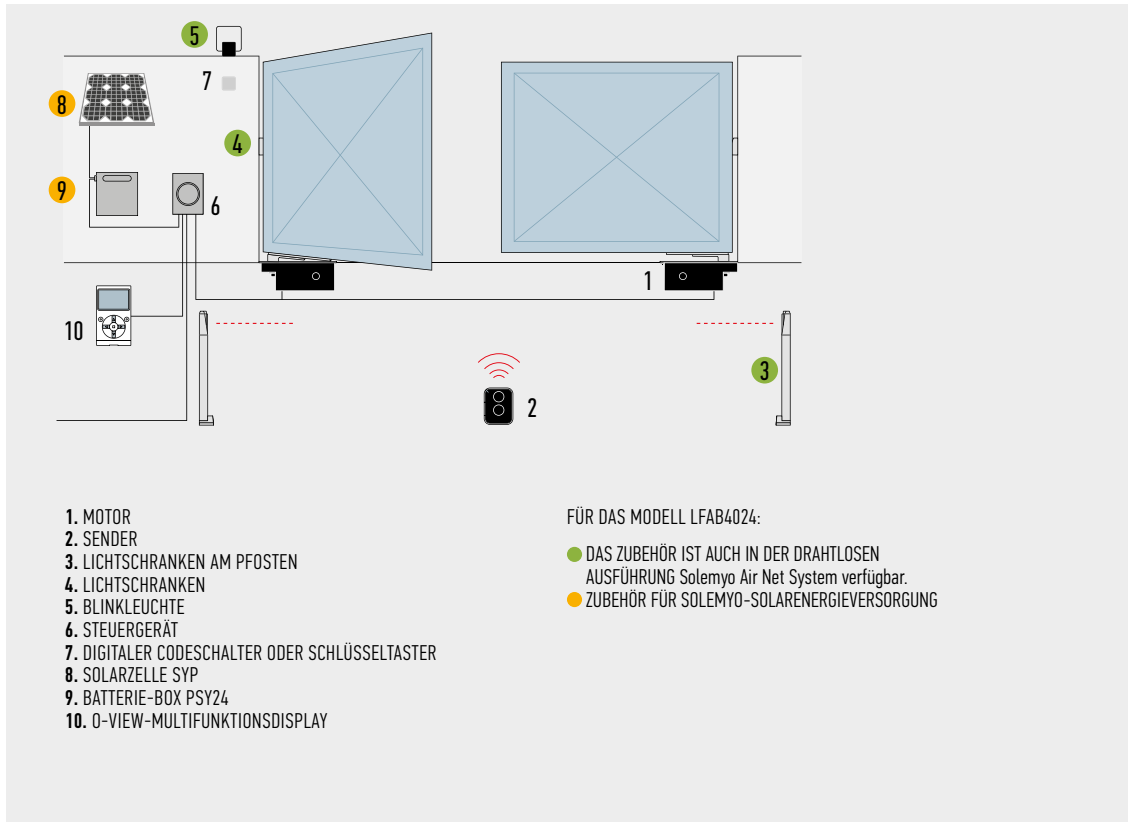 5
7
8
4
9
6
1
10
3
2
1. MOTOR
2. SENDER
3. LICHTSCHRANKEN AM PFOSTEN
4. LICHTSCHRANKEN
5. BLINKLEUCHTE
6. STEUERGERÄT
7. DIGITALER CODESCHALTER ODER SCHLÜSSELTASTER
8. SOLARZELLE SYP
9. BATTERIE-BOX PSY24
10. O-VIEW-MULTIFUNKTIONSDISPLAY
FÜR DAS MODELL LFAB4024:
DAS ZUBEHÖR IST AUCH IN DER DRAHTLOSEN
AUSFÜHRUNG Solemyo Air Net System verfügbar.
ZUBEHÖR FÜR SOLEMYO-SOLARENERGIEVERSORGUNG